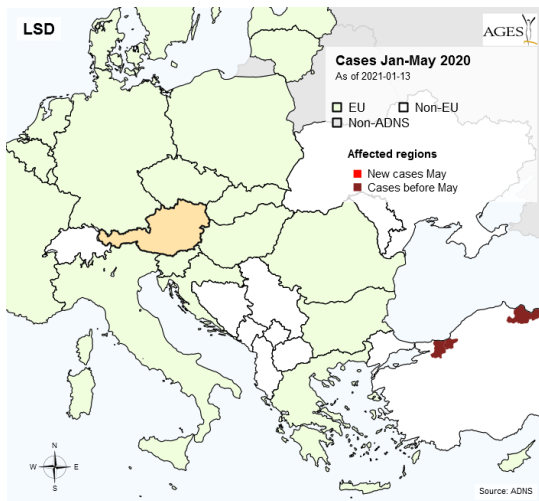 LSD
AGES
Cases Jan-May 2020
As of 2021-01-13
EU
Non-EU
Non-ADNS
Affected regions
New cases May
Cases before May
N
W
E
S
Source: ADNS